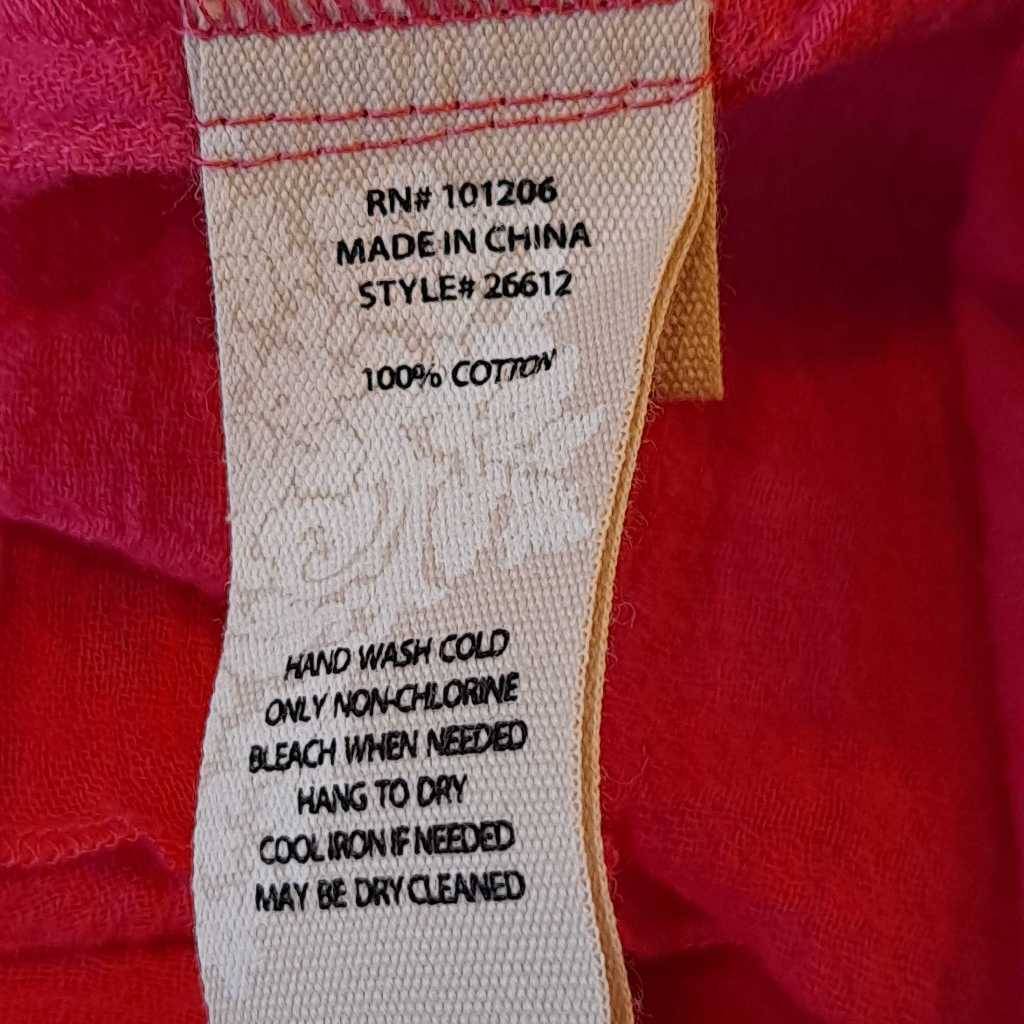 RN# 101206
MADE IN CHINA
STYLE# 26612
100% COTTON
HAND WASH COLD
ONLY NON-CHLORINE
BLEACH WHEN NEEDED
HANG TO DRY
COOL IRON IF NEEDED
MAY BE DRY CLEANED